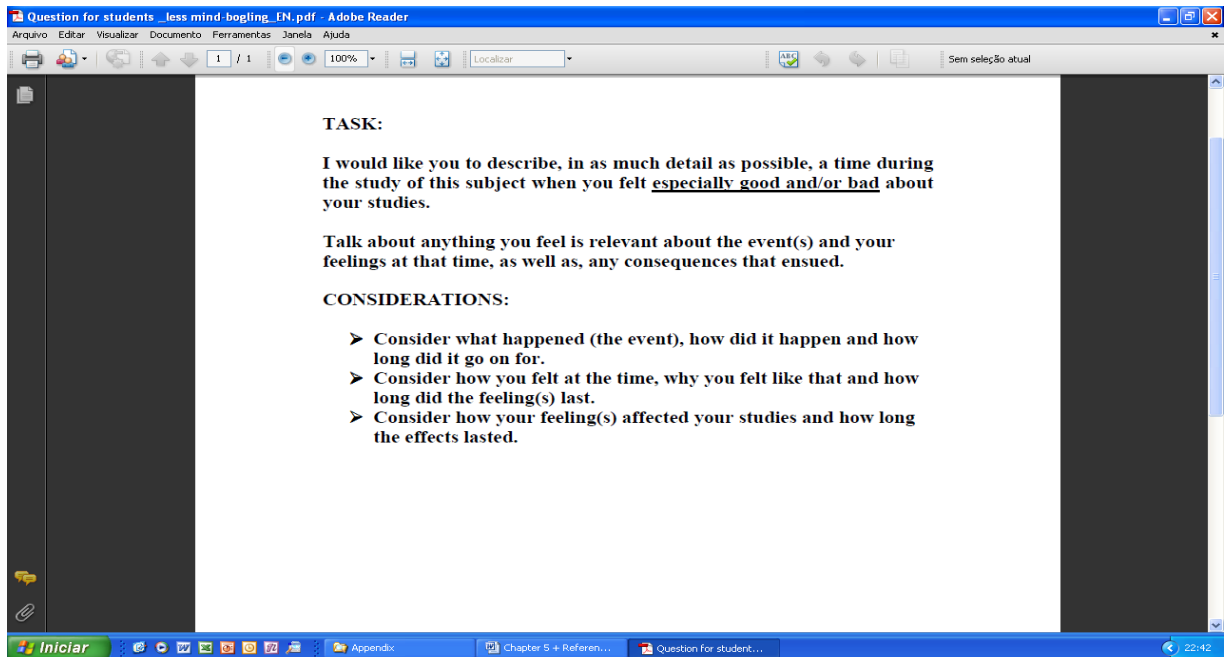 Question for students _less mind-bogling_EN.pdf - Adobe Reader
Arquivo Editar Visualizar Documento Ferramentas Janela Ajuda
1 / 1 100% Localizar ABC Sem seleção atual
TASK:
I would like you to describe, in as much detail as possible, a time during
the study of this subject when you felt especially good and/or bad about
your studies.
Talk about anything you feel is relevant about the event(s) and your
feelings at that time, as well as, any consequences that ensued.
CONSIDERATIONS:
➤ Consider what happened (the event), how did it happen and how
long did it go on for.
➤ Consider how you felt at the time, why you felt like that and how
long did the feeling(s) last.
➤ Consider how your feeling(s) affected your studies and how long
the effects lasted.
Iniciar Appendix Chapter 5 + Referen... Question for student... 22:42